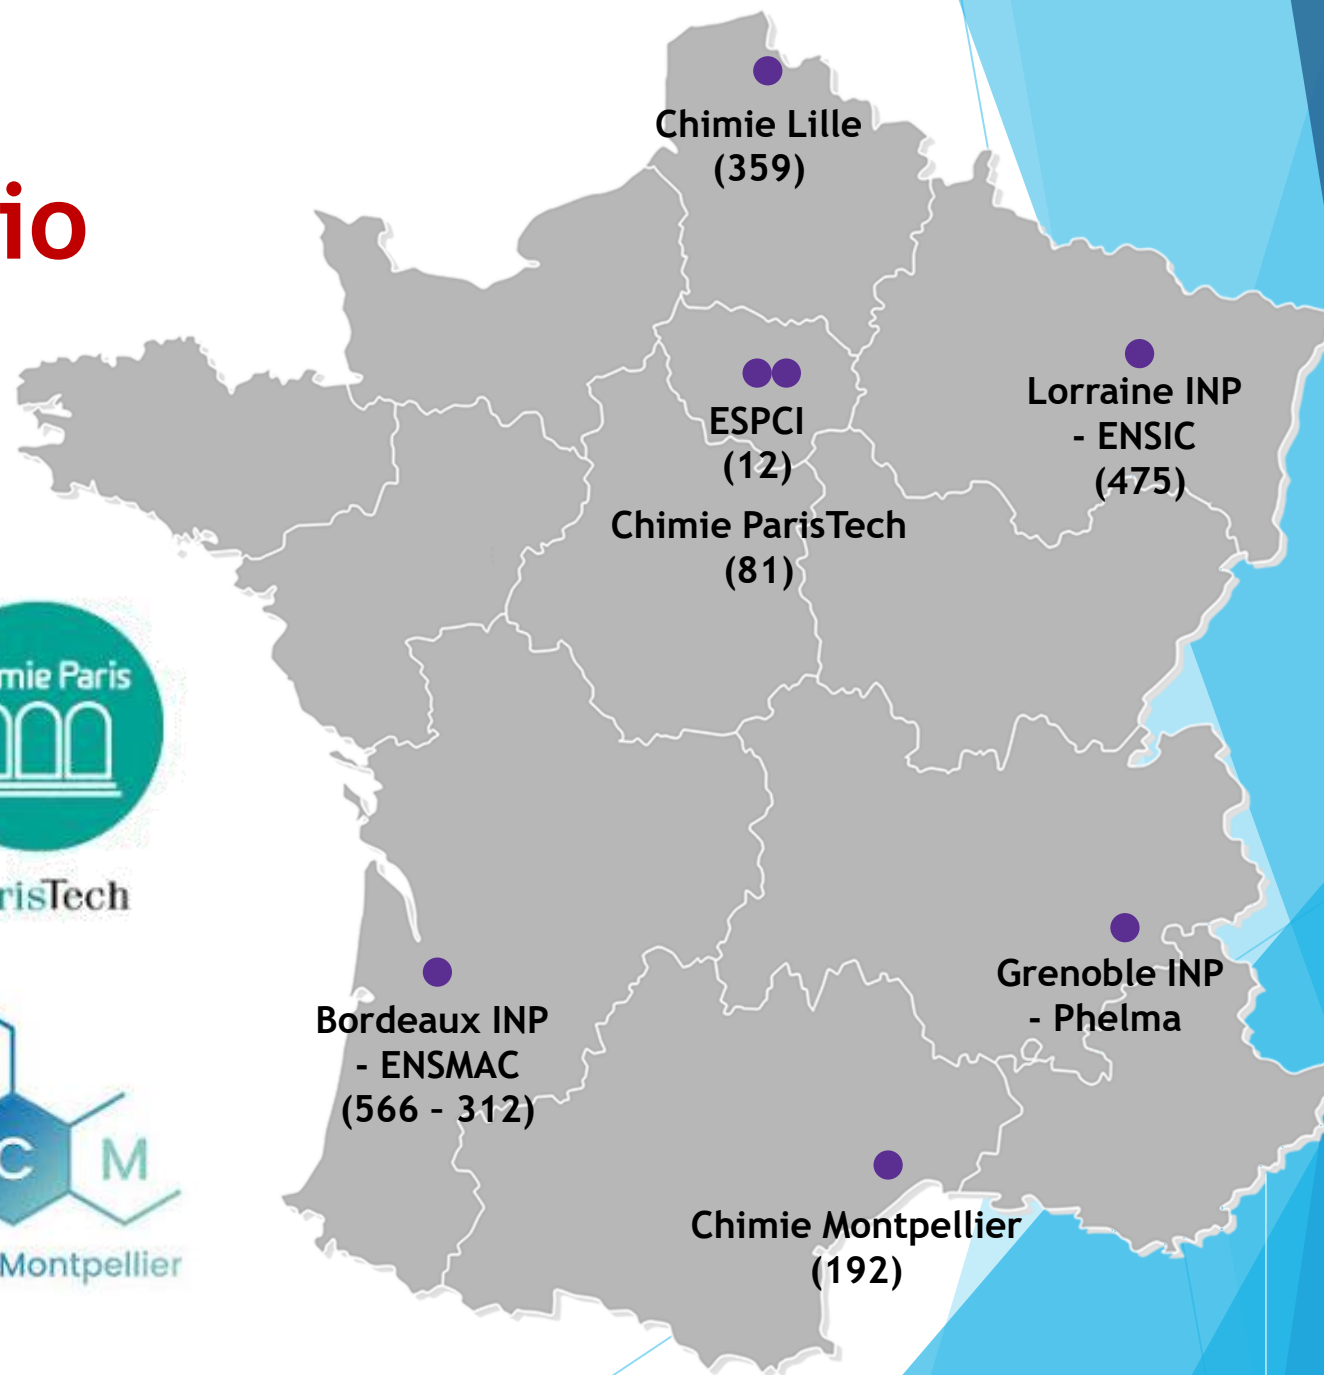 io
Chimie Lille
(359)
ESPCI
(12)
Chimie ParisTech
(81)
Lorraine INP
- ENSIC
(475)
mie Paris
risTech
Grenoble INP
- Phelma
Bordeaux INP
- ENSMAC
(566 – 312)
C M
Montpellier
Chimie Montpellier
(192)